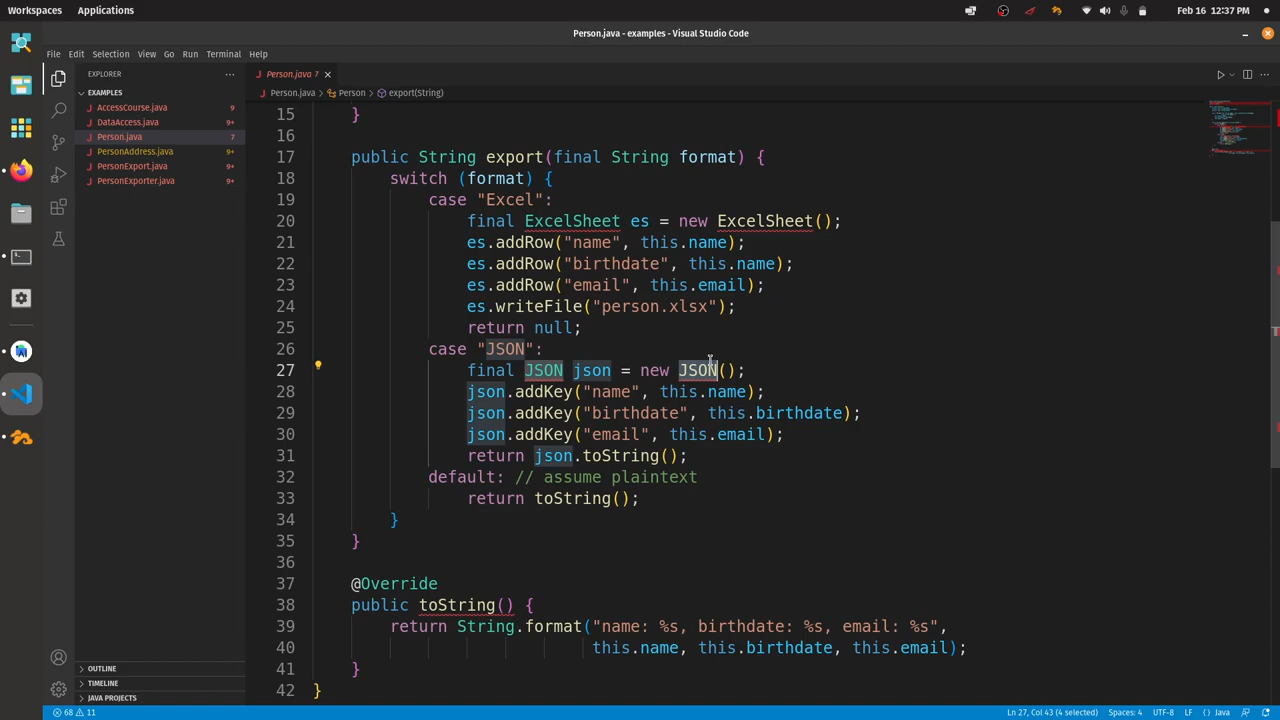 Workspaces Applications Feb 16 12:37 PM
Person.java - examples - Visual Studio Code
File Edit Selection View Go Run Terminal Help
EXPLORER
EXAMPLES
AccessCourse.java 9
DataAccess.java 9+
Person.java 7
PersonAddress.java 9+
PersonExport.java 9+
PersonExporter.java 9+
OUTLINE
TIMELINE
JAVA PROJECTS
Person.java 7
Person.java Person export(String)
15 }
16
17 public String export(final String format) {
18 switch (format) {
19 case "Excel":
20 final ExcelSheet es = new ExcelSheet();
21 es.addRow("name", this.name);
22 es.addRow("birthdate", this.name);
23 es.addRow("email", this.email);
24 es.writeFile("person.xlsx");
25 return null;
26 case "JSON":
27 final JSON json = new JSON();
28 json.addKey("name", this.name);
29 json.addKey("birthdate", this.birthdate);
30 json.addKey("email", this.email);
31 return json.toString();
32 default: // assume plaintext
33 return toString();
34 }
35 }
36
37 @Override
38 public toString() {
39 return String.format("name: %s, birthdate: %s, email: %s",
40 this.name, this.birthdate, this.email);
41 }
42 }
68 11 Ln 27, Col 43 (4 selected) Spaces: 4 UTF-8 LF {} Java